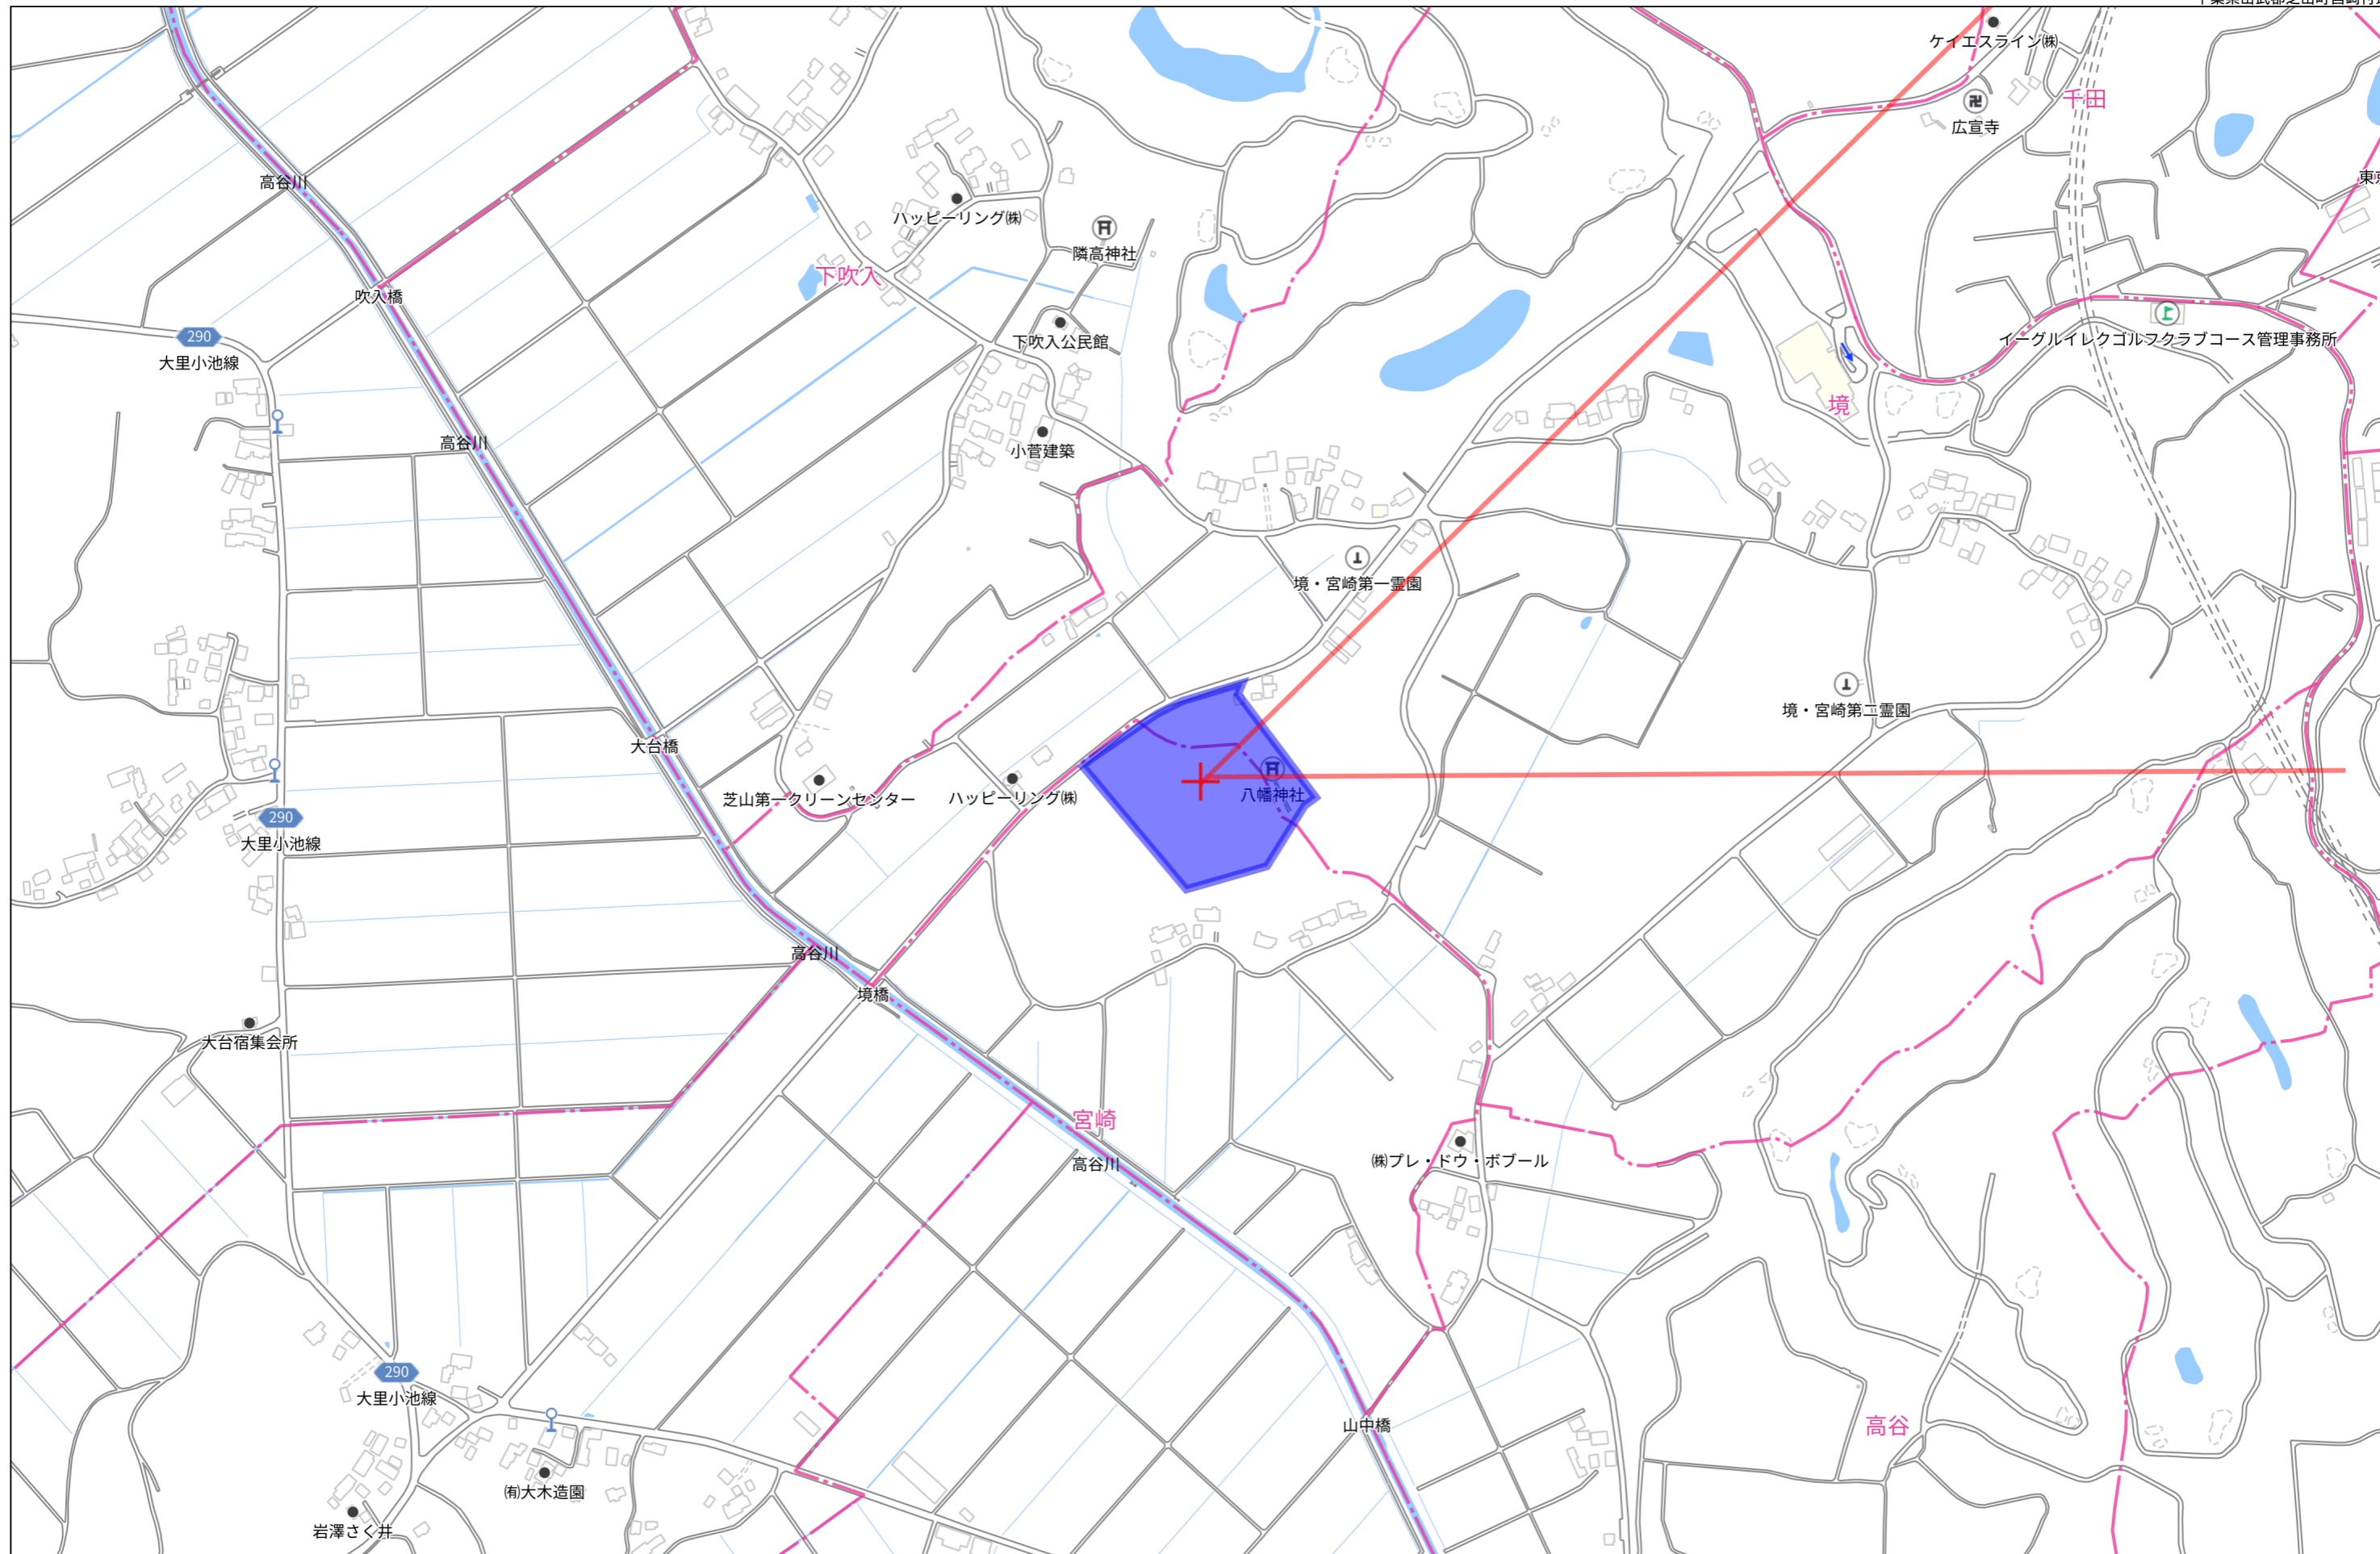 ケイエスライン㈱
千田
広宣寺
高谷川
ハッピーリング㈱
隣高神社
下吹入
吹入橋
290
大里小池線
下吹入公民館
イーグルイレクゴルフクラブコース管理事務所
境
高谷川
小菅建築
境・宮崎第一霊園
境・宮崎第二霊園
大台橋
芝山第一クリーンセンター
ハッピーリング㈱
八幡神社
290
大里小池線
高谷川
境橋
大台宿集会所
宮崎
高谷川
㈱プレ・ドウ・ボブール
290
大里小池線
山中橋
高谷
㈲大木造園
岩澤さく井